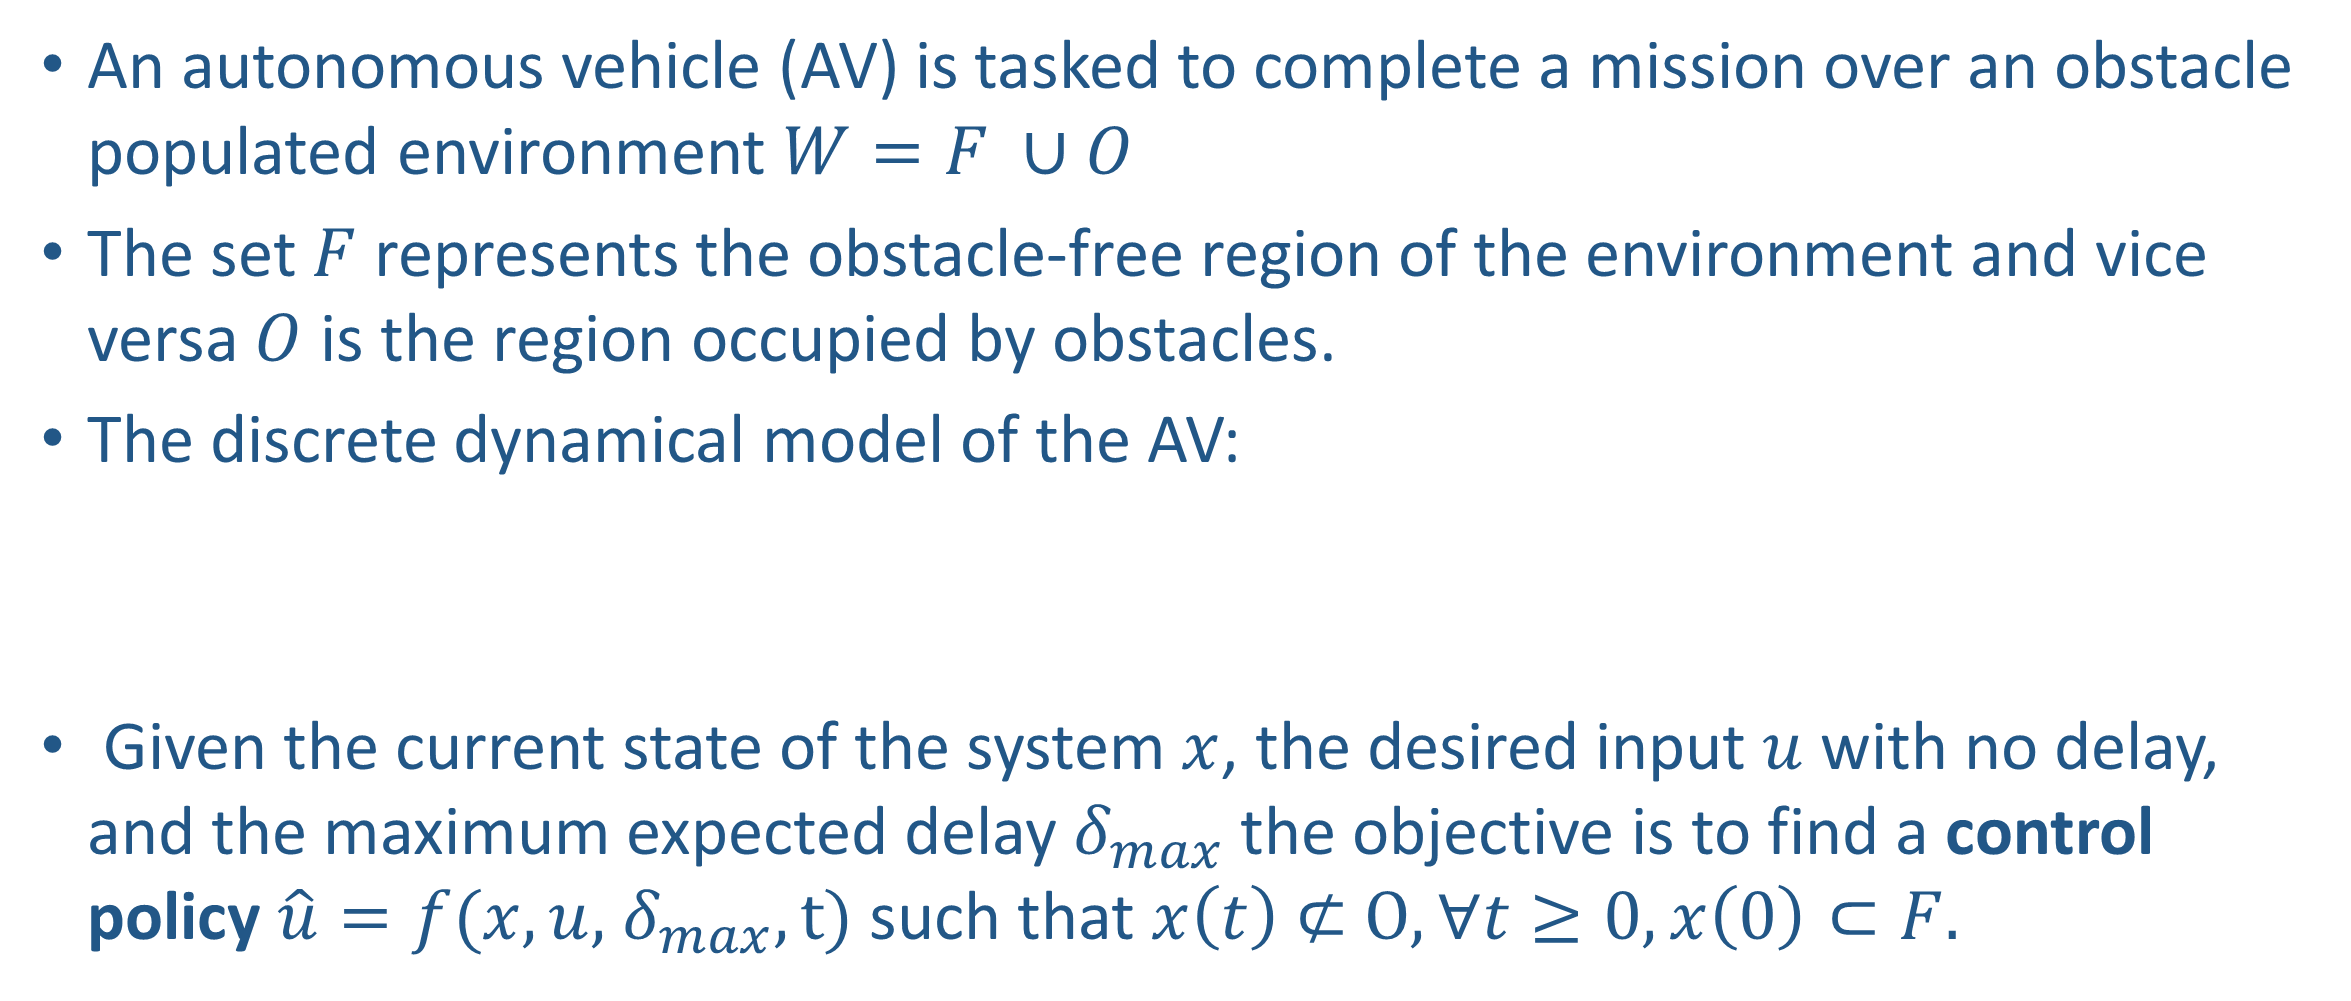 • An autonomous vehicle (AV) is tasked to complete a mission over an obstacle
populated environment W = F ∪ O
• The set F represents the obstacle-free region of the environment and vice
versa O is the region occupied by obstacles.
• The discrete dynamical model of the AV:
• Given the current state of the system x, the desired input u with no delay,
and the maximum expected delay δ_max the objective is to find a control
policy û = f(x, u, δ_max, t) such that x(t) ⊄ O, ∀t ≥ 0, x(0) ⊂ F.